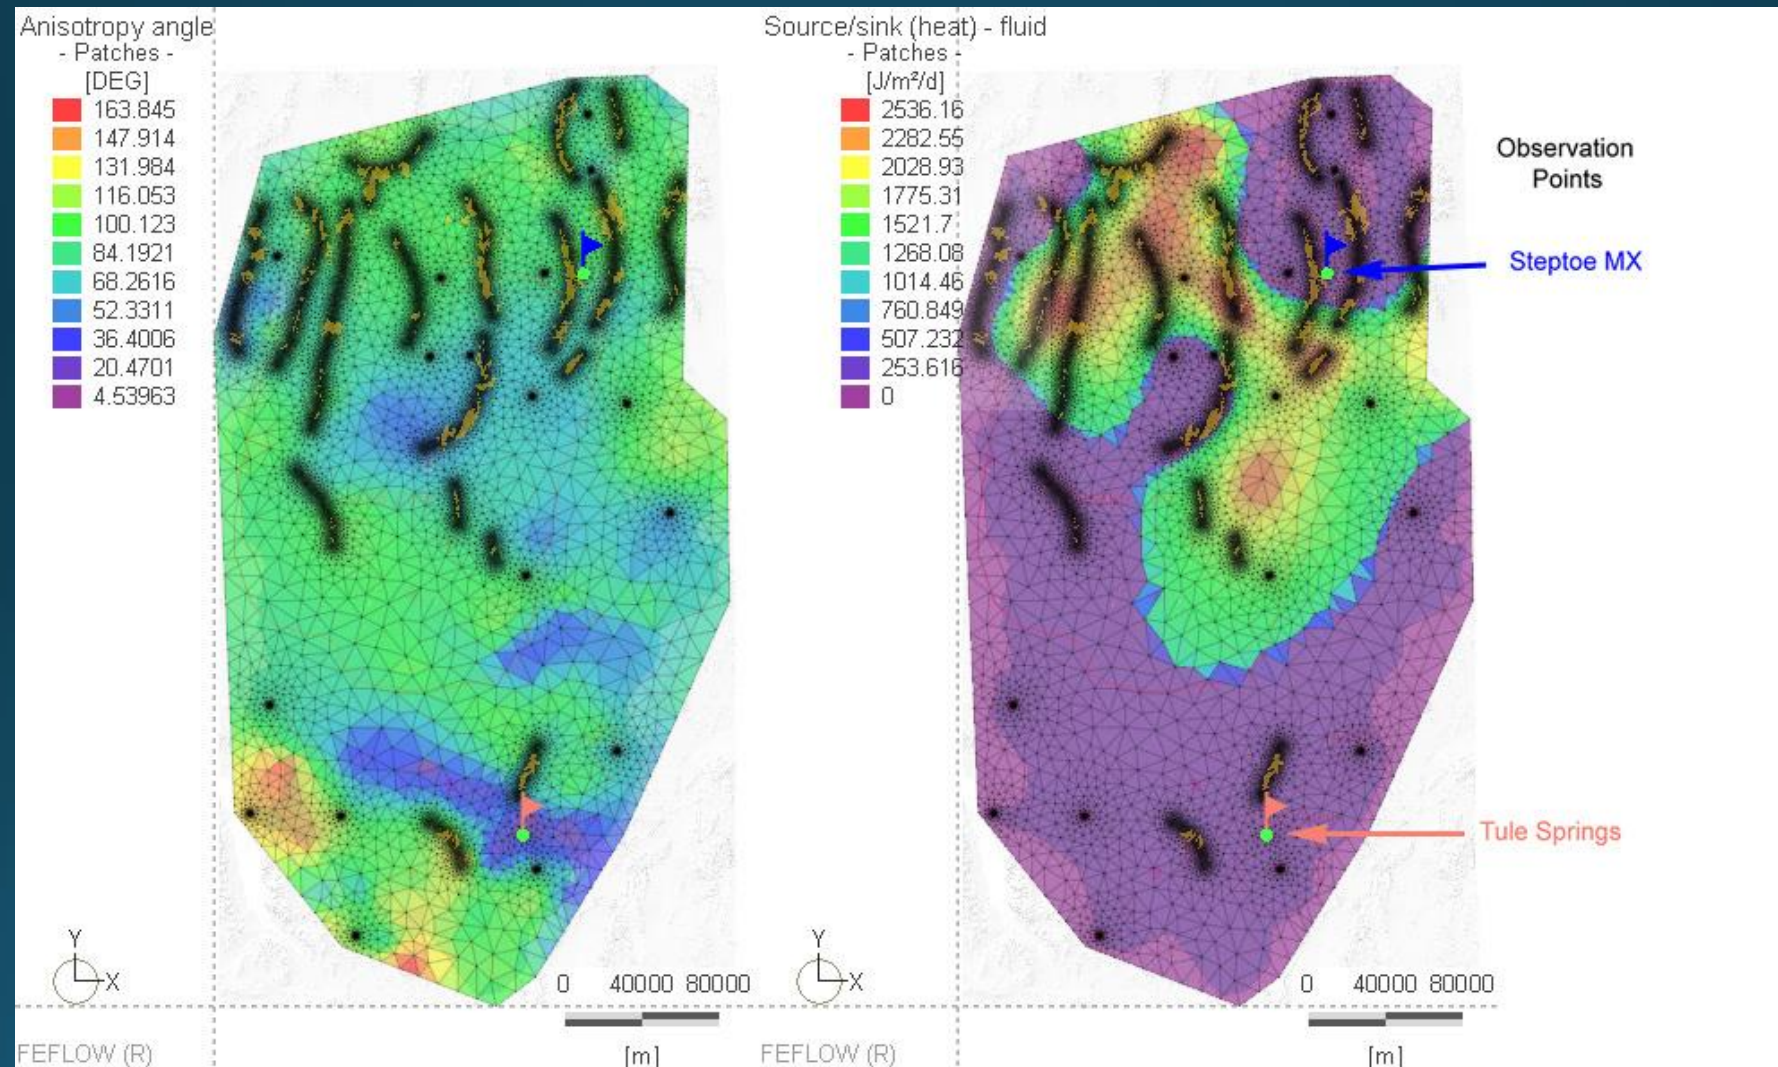 Anisotropy angle
- Patches -
[DEG]
163.845
147.914
131.984
116.053
100.123
84.1921
68.2616
52.3311
36.4006
20.4701
4.53963
Y
X
0 40000 80000
[m]
FEFLOW (R)
Source/sink (heat) - fluid
- Patches -
[J/m²/d]
2536.16
2282.55
2028.93
1775.31
1521.7
1268.08
1014.46
760.849
507.232
253.616
0
Y
X
0 40000 80000
[m]
FEFLOW (R)
Observation
Points
Steptoe MX
Tule Springs